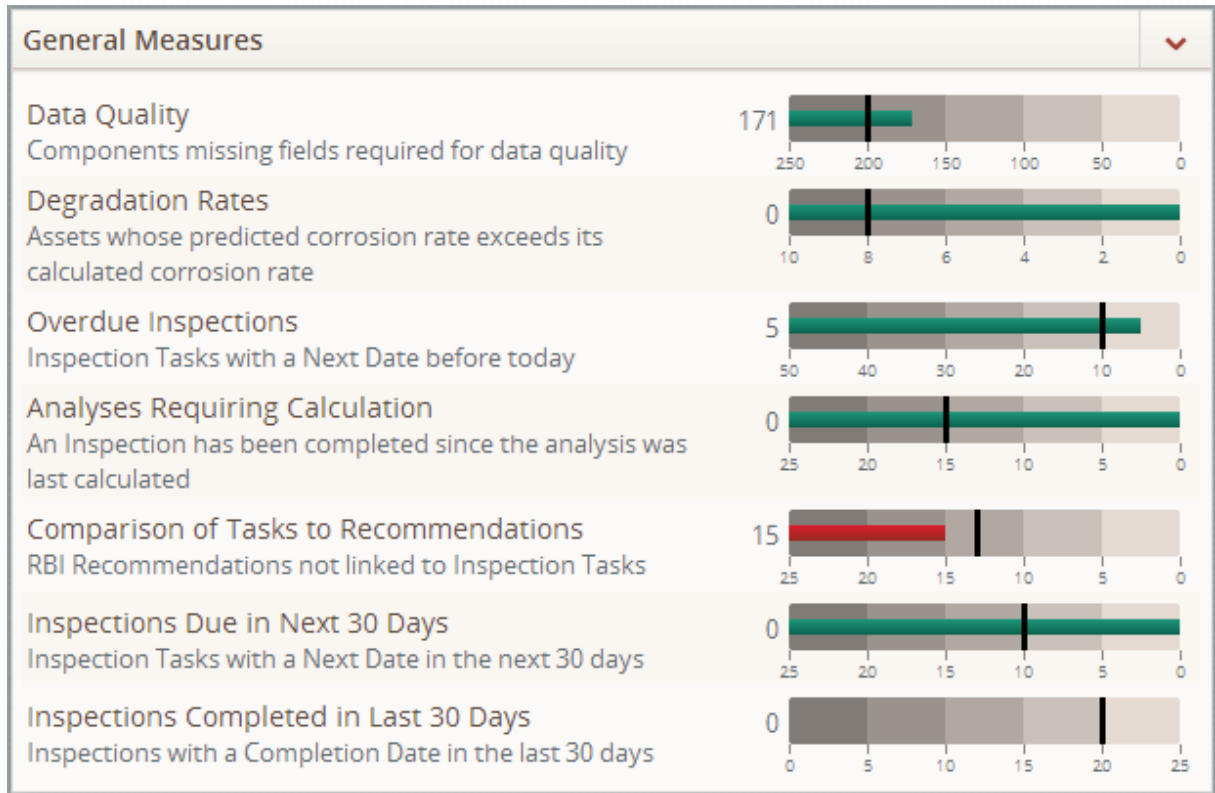 General Measures
Data Quality
Components missing fields required for data quality
171
250 200 150 100 50 0
Degradation Rates
Assets whose predicted corrosion rate exceeds its
calculated corrosion rate
0
10 8 6 4 2 0
Overdue Inspections
Inspection Tasks with a Next Date before today
5
50 40 30 20 10 0
Analyses Requiring Calculation
An Inspection has been completed since the analysis was
last calculated
0
25 20 15 10 5 0
Comparison of Tasks to Recommendations
RBI Recommendations not linked to Inspection Tasks
15
25 20 15 10 5 0
Inspections Due in Next 30 Days
Inspection Tasks with a Next Date in the next 30 days
0
25 20 15 10 5 0
Inspections Completed in Last 30 Days
Inspections with a Completion Date in the last 30 days
0
0 5 10 15 20 25